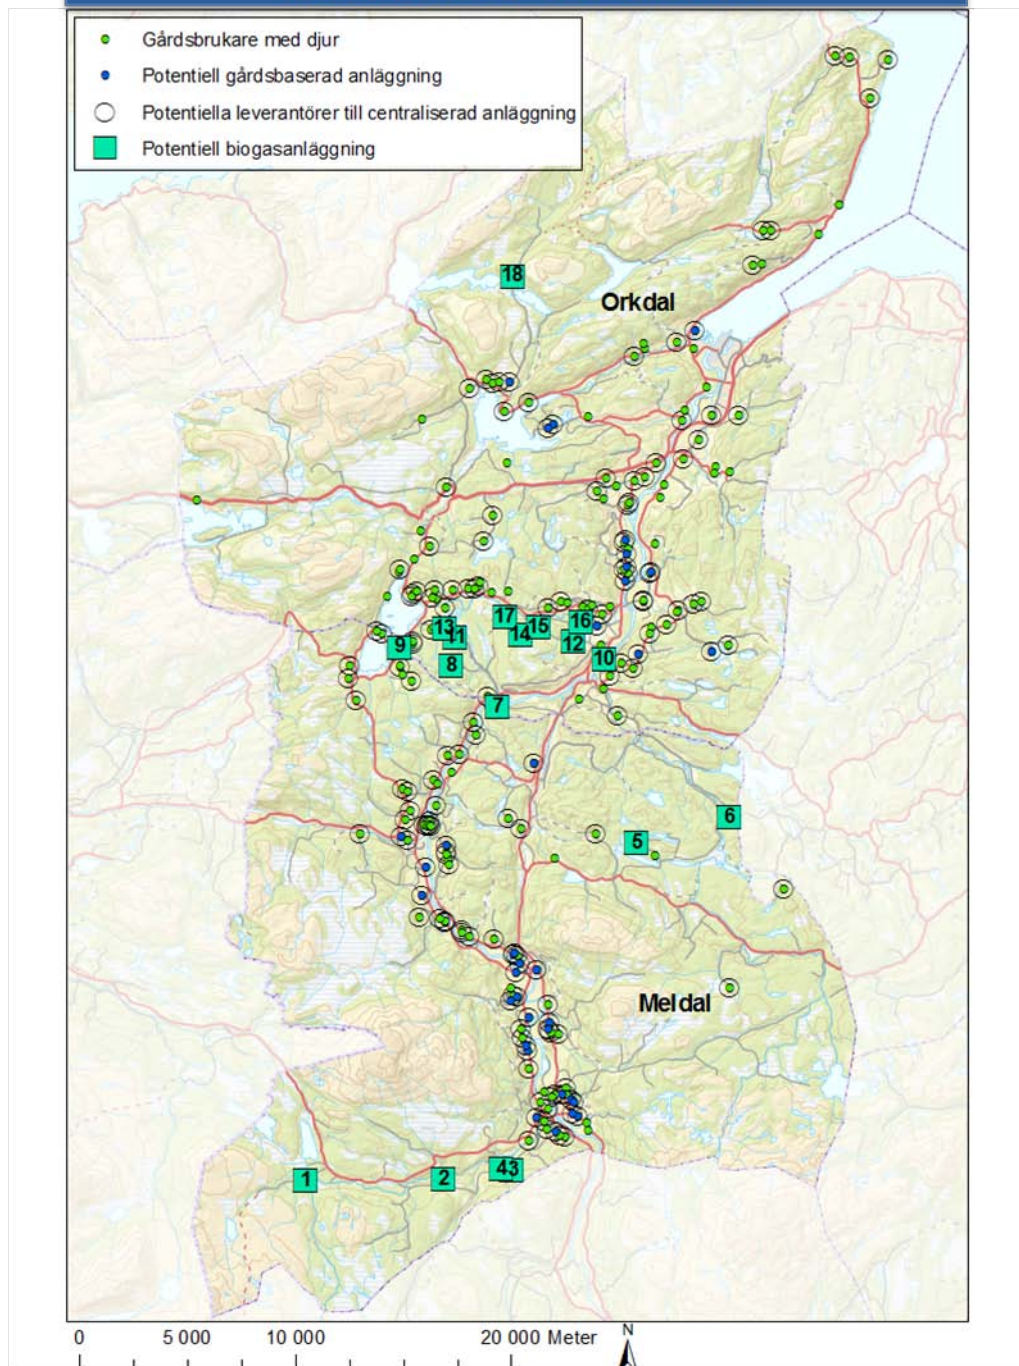 Gårdsbrukare med djur
Potentiell gårdsbaserad anläggning
Potentiella leverantörer till centraliserad anläggning
Potentiell biogasanläggning
18
Orkdal
17
16
13
15
11
14
9
12
10
8
7
6
5
Meldal
43
1
2
N
0 5 000 10 000 20 000 Meter